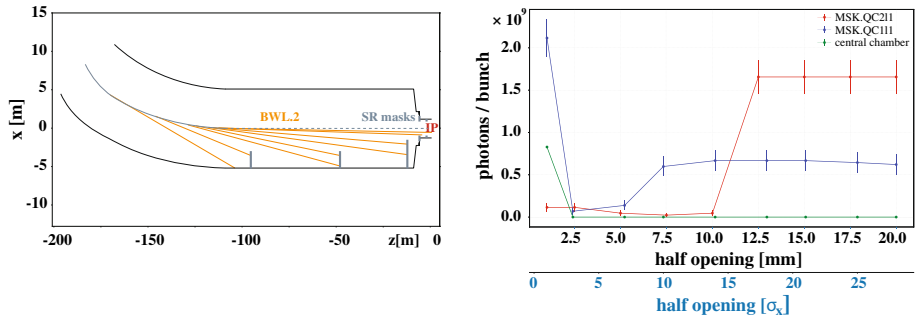 15
10
5
0
-5
-10
x [m]
BWL.2
SR masks
IP
-200
-150
-100
-50
z[m]
0
× 10⁹
2.0
1.5
1.0
0.5
0.0
photons / bunch
MSK.QC2l1
MSK.QC1l1
central chamber
2.5
5.0
7.5
10.0
12.5
15.0
17.5
20.0
half opening [mm]
0
5
10
15
20
25
half opening [σₓ]